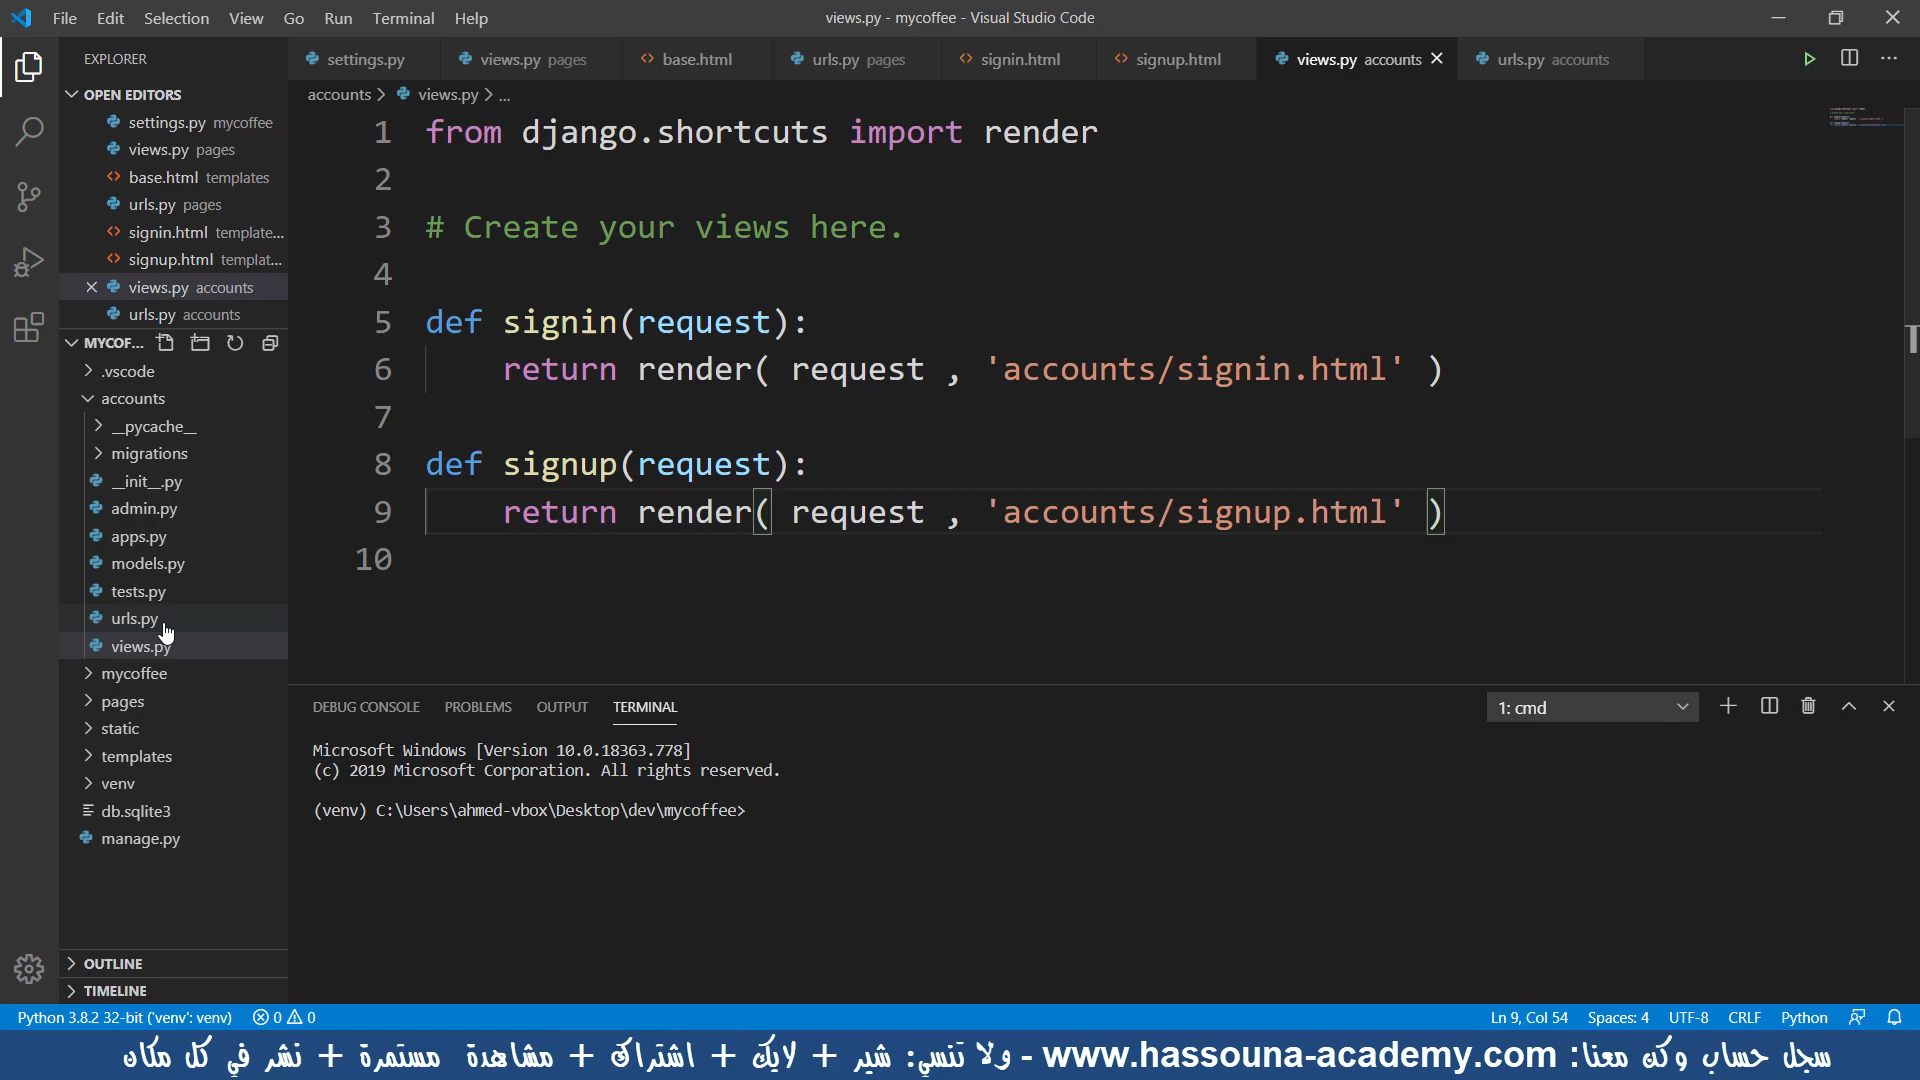 File Edit Selection View Go Run Terminal Help
views.py - mycoffee - Visual Studio Code
EXPLORER
OPEN EDITORS
settings.py mycoffee
views.py pages
base.html templates
urls.py pages
signin.html template...
signup.html templat...
views.py accounts
urls.py accounts
MYCOF...
.vscode
accounts
__pycache__
migrations
__init__.py
admin.py
apps.py
models.py
tests.py
urls.py
views.py
mycoffee
pages
static
templates
venv
db.sqlite3
manage.py
OUTLINE
TIMELINE
settings.py
views.py pages
base.html
urls.py pages
signin.html
signup.html
views.py accounts
urls.py accounts
accounts > views.py > ...
1 from django.shortcuts import render
2
3 # Create your views here.
4
5 def signin(request):
6 return render( request , 'accounts/signin.html' )
7
8 def signup(request):
9 return render( request , 'accounts/signup.html' )
10
DEBUG CONSOLE PROBLEMS OUTPUT TERMINAL
1: cmd
Microsoft Windows [Version 10.0.18363.778]
(c) 2019 Microsoft Corporation. All rights reserved.
(venv) C:\Users\ahmed-vbox\Desktop\dev\mycoffee>
Python 3.8.2 32-bit ('venv': venv) 0 0
Ln 9, Col 54 Spaces: 4 UTF-8 CRLF Python
سجل حساب وكن معنا: www.hassouna-academy.com - ولا تنسى: شير + لايك + اشتراك + مشاهدة مستمرة + نشر في كل مكان